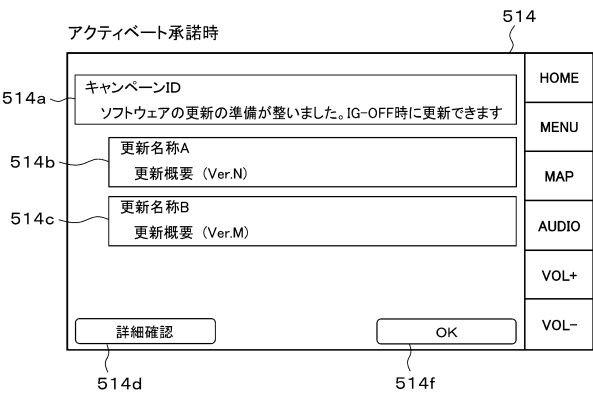 アクティベート承諾時
514
キャンペーンID
ソフトウェアの更新の準備が整いました。IG-OFF時に更新できます
514a
更新名称A
更新概要 (Ver.N)
514b
更新名称B
更新概要 (Ver.M)
514c
HOME
MENU
MAP
AUDIO
VOL+
VOL-
詳細確認
OK
514d
514f